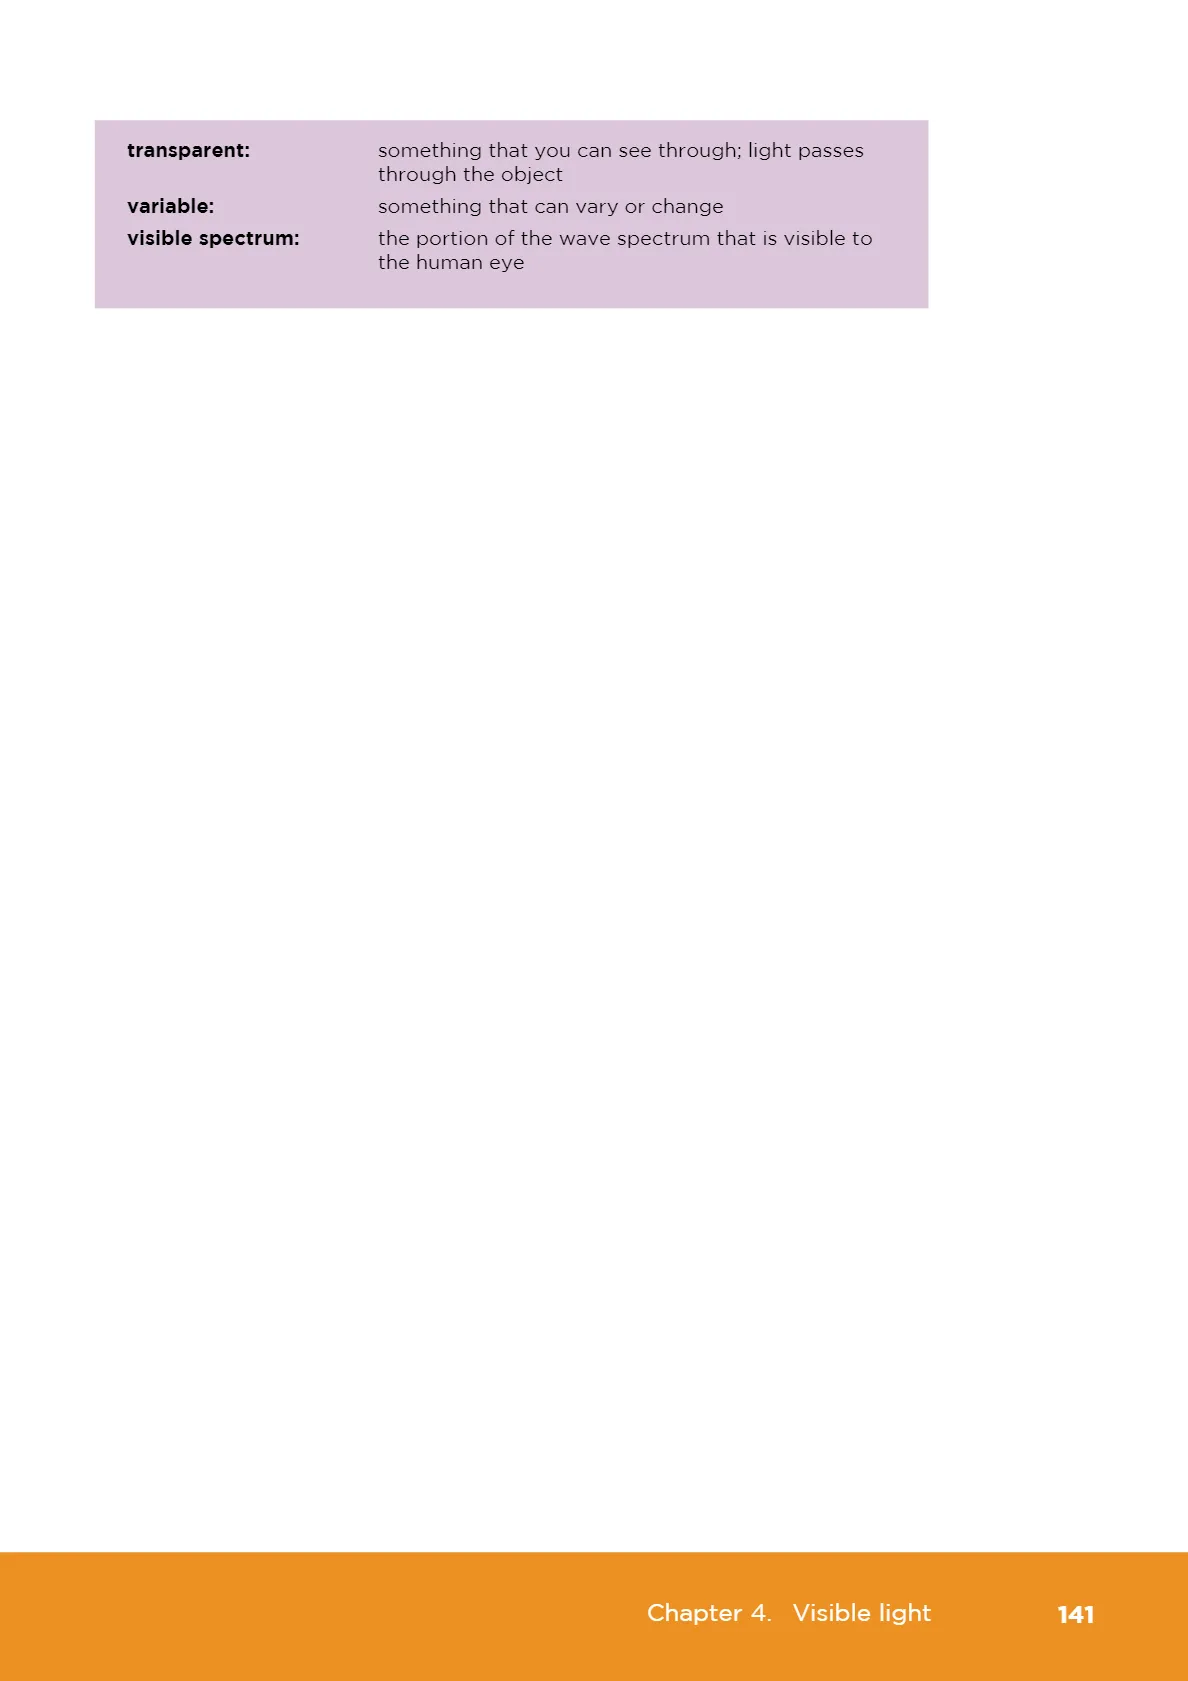 transparent: something that you can see through; light passes
through the object
variable: something that can vary or change
visible spectrum: the portion of the wave spectrum that is visible to
the human eye
Chapter 4. Visible light 141